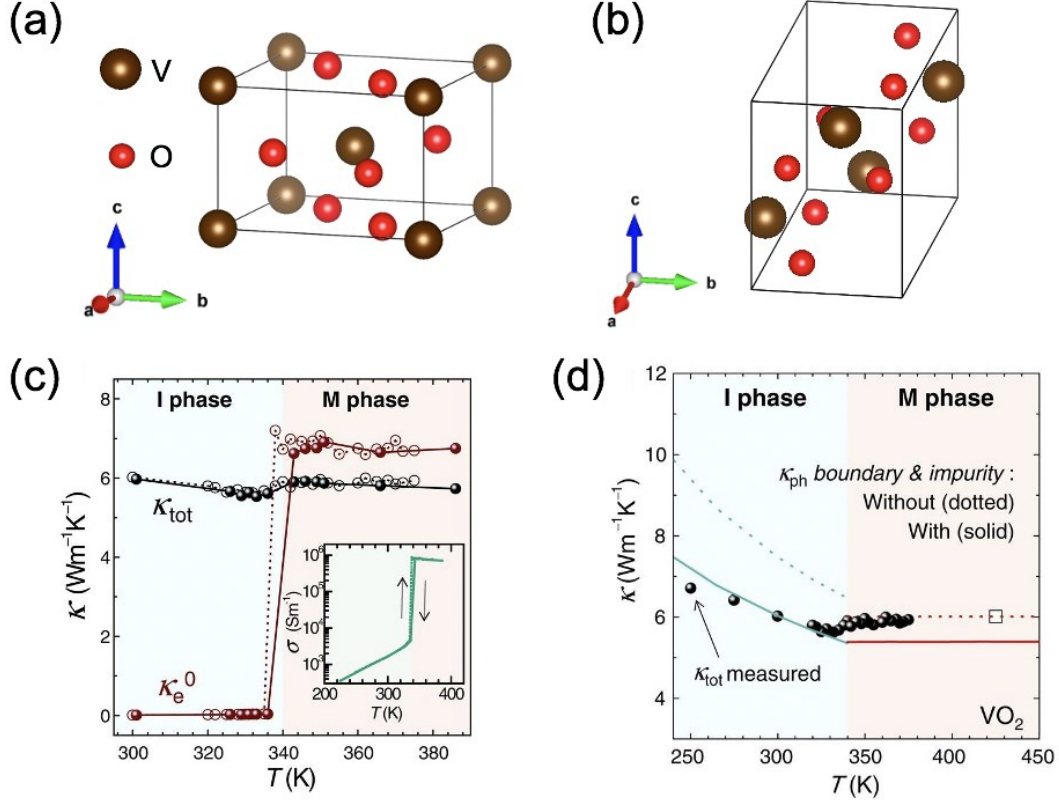 (a)
V
O
c
b
a
(b)
c
b
a
(c)
I phase
M phase
8
6
4
2
0
κ (Wm⁻¹K⁻¹)
κtot
κe⁰
10⁶
10⁵
10⁴
10³
σ (Sm⁻¹)
200 300 400
T(K)
300 320 340 360 380
T(K)
(d)
I phase
M phase
12
10
8
6
4
κ (Wm⁻¹K⁻¹)
κph boundary & impurity :
Without (dotted)
With (solid)
κtot measured
VO₂
250 300 350 400 450
T(K)